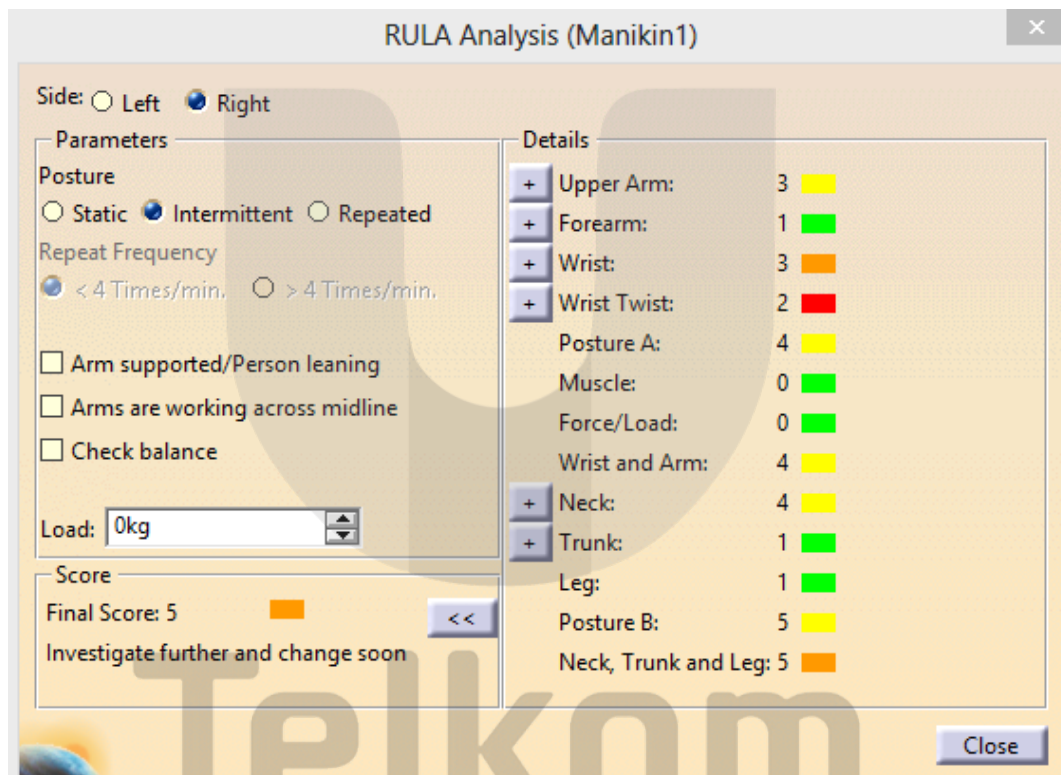 RULA Analysis (Manikin1)
Side: Left Right
Parameters
Posture
Static Intermittent Repeated
Repeat Frequency
< 4 Times/min. > 4 Times/min.
Arm supported/Person leaning
Arms are working across midline
Check balance
Load: 0kg
Score
Final Score: 5
<<
Investigate further and change soon
Details
+ Upper Arm: 3
+ Forearm: 1
+ Wrist: 3
+ Wrist Twist: 2
Posture A: 4
Muscle: 0
Force/Load: 0
Wrist and Arm: 4
+ Neck: 4
+ Trunk: 1
Leg: 1
Posture B: 5
Neck, Trunk and Leg: 5
Close
Telkom